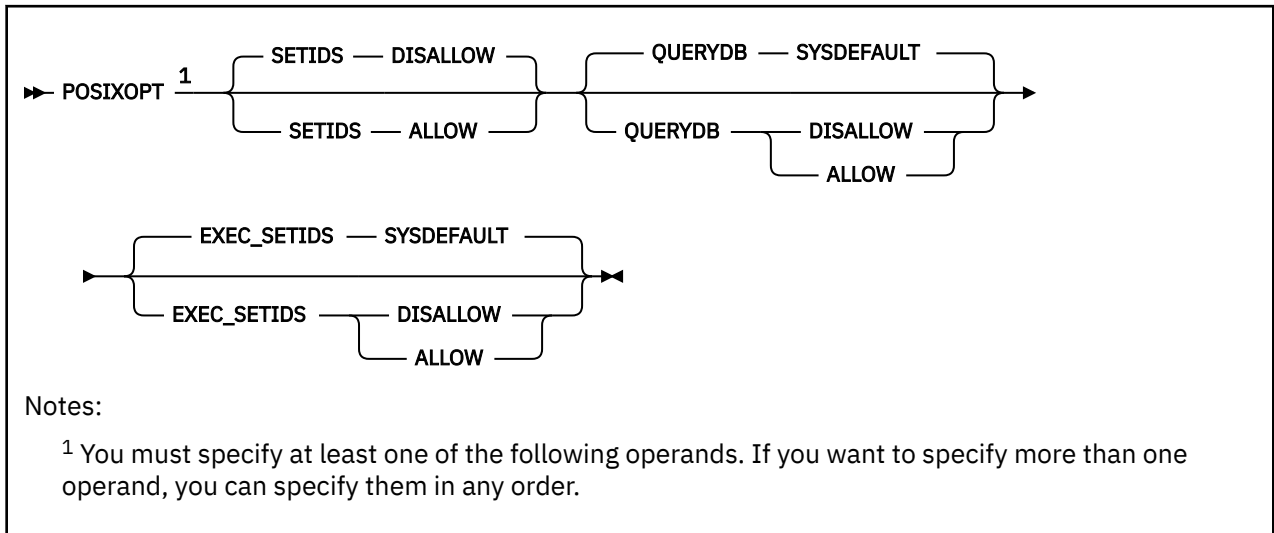 SETIDS DISALLOW QUERYDB SYSDEFAULT
POSIXOPT 1
SETIDS ALLOW QUERYDB DISALLOW
ALLOW
EXEC_SETIDS SYSDEFAULT
EXEC_SETIDS DISALLOW
ALLOW
Notes:
1 You must specify at least one of the following operands. If you want to specify more than one
operand, you can specify them in any order.